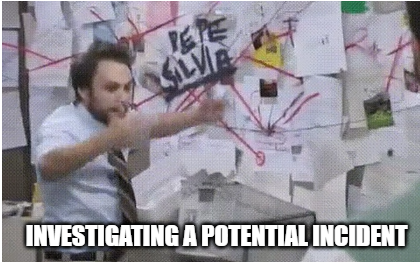 PEPE
SILVIA
INVESTIGATING A POTENTIAL INCIDENT